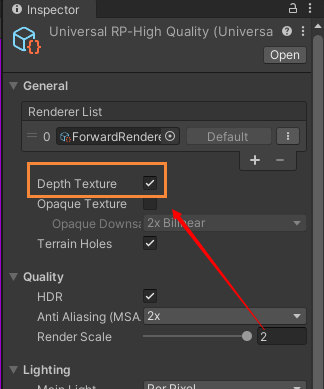 Inspector
Universal RP-High Quality (Universa
Open
General
Renderer List
0 ForwardRendere Default
Depth Texture
Opaque Texture
Opaque Downsa 2x Bilinear
Terrain Holes
Quality
HDR
Anti Aliasing (MSA 2x
Render Scale 2
Lighting
Main Light Per Pixel